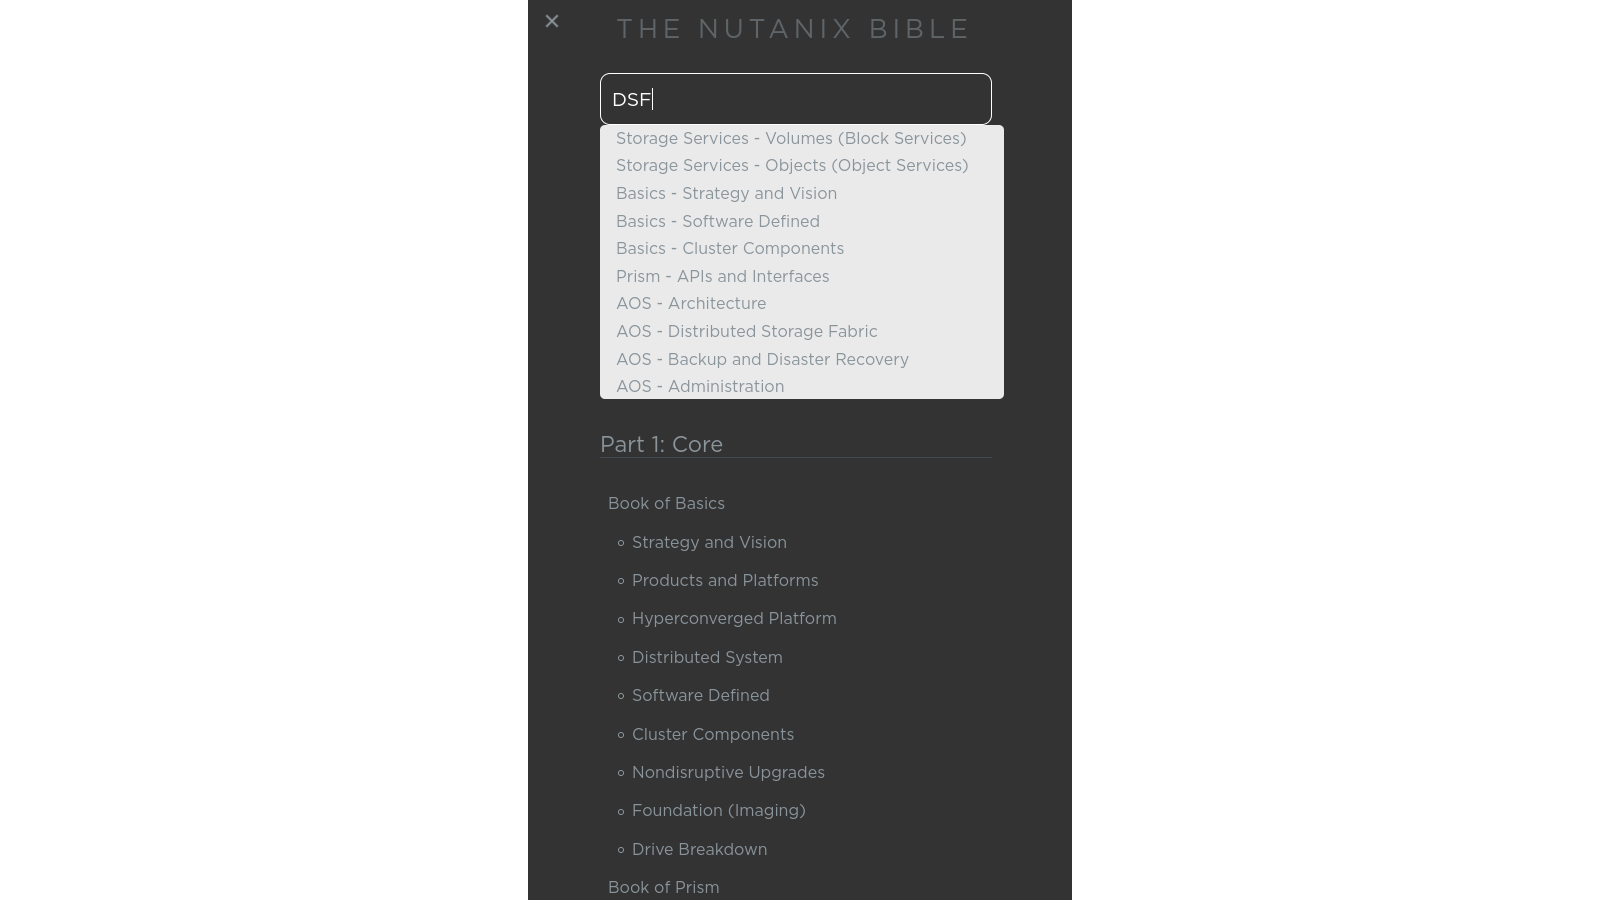 THE NUTANIX BIBLE
DSF
Storage Services - Volumes (Block Services)
Storage Services - Objects (Object Services)
Basics - Strategy and Vision
Basics - Software Defined
Basics - Cluster Components
Prism - APIs and Interfaces
AOS - Architecture
AOS - Distributed Storage Fabric
AOS - Backup and Disaster Recovery
AOS - Administration
Part 1: Core
Book of Basics
Strategy and Vision
Products and Platforms
Hyperconverged Platform
Distributed System
Software Defined
Cluster Components
Nondisruptive Upgrades
Foundation (Imaging)
Drive Breakdown
Book of Prism